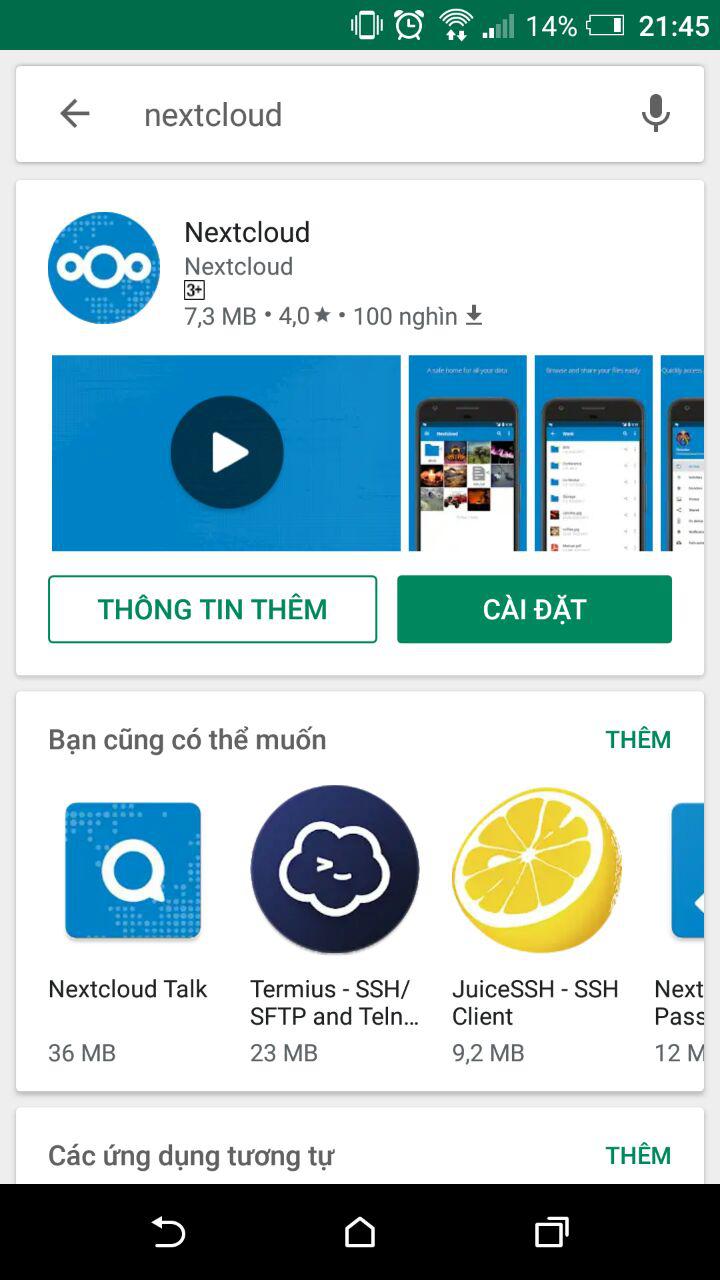 14% 21:45
nextcloud
Nextcloud
Nextcloud
3+
7,3 MB • 4,0 ★ • 100 nghìn
A safe home for all your data
Browse and share your files easily
Quickly access
Nextcloud
Work
THÔNG TIN THÊM
CÀI ĐẶT
Bạn cũng có thể muốn
THÊM
Nextcloud Talk
36 MB
Termius - SSH/
SFTP and Teln...
23 MB
JuiceSSH - SSH
Client
9,2 MB
Next
Pass
12 M
Các ứng dụng tương tự
THÊM